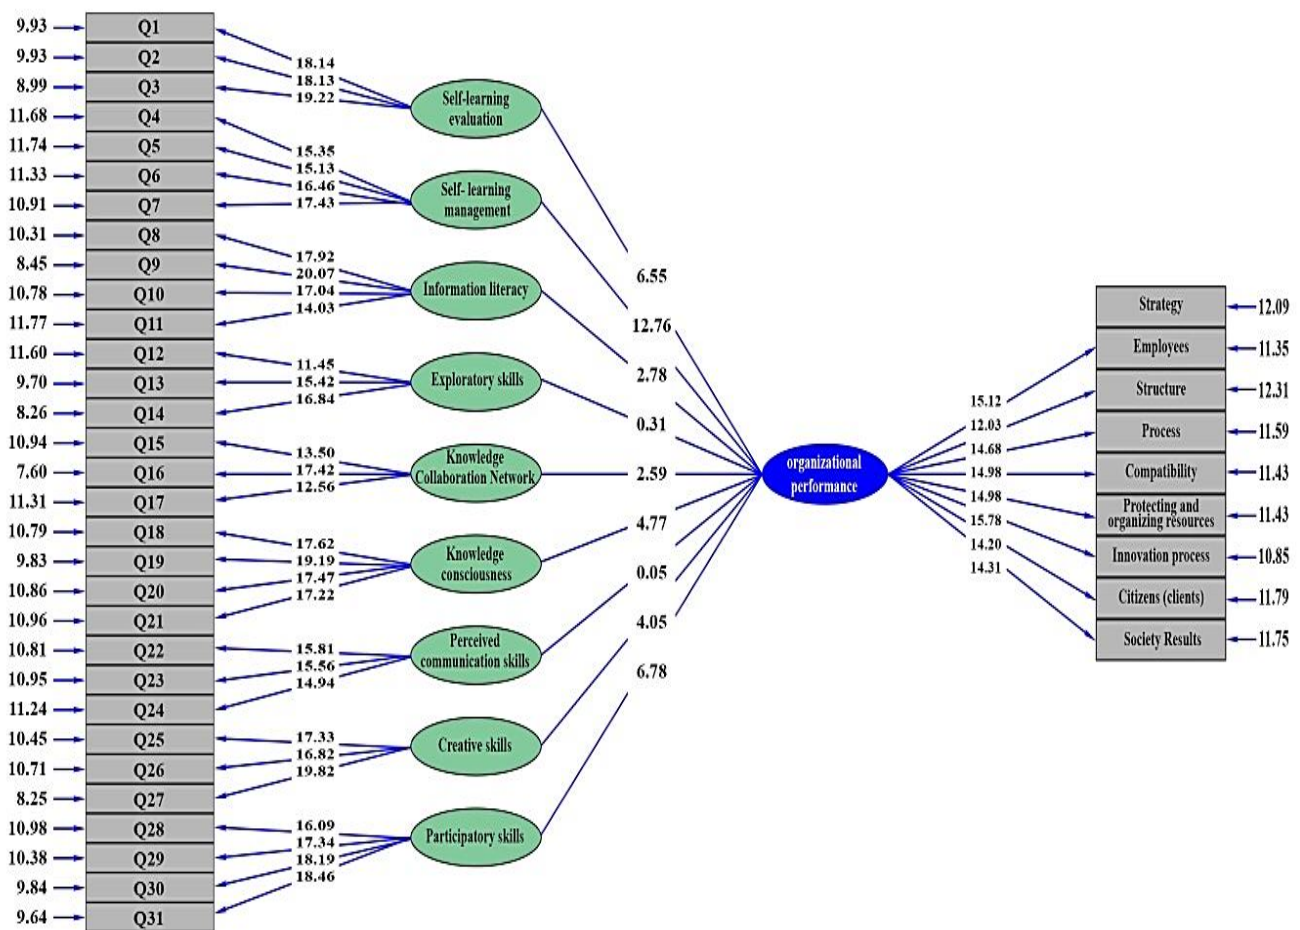 9.93
Q1
9.93
Q2
8.99
Q3
11.68
Q4
11.74
Q5
11.33
Q6
10.91
Q7
10.31
Q8
8.45
Q9
10.78
Q10
11.77
Q11
11.60
Q12
9.70
Q13
8.26
Q14
10.94
Q15
7.60
Q16
11.31
Q17
10.79
Q18
9.83
Q19
10.86
Q20
10.96
Q21
10.81
Q22
10.95
Q23
11.24
Q24
10.45
Q25
10.71
Q26
8.25
Q27
10.98
Q28
10.38
Q29
9.84
Q30
9.64
Q31
18.14
18.13
19.22
15.35
15.13
16.46
17.43
17.92
20.07
17.04
14.03
11.45
15.42
16.84
13.50
17.42
12.56
17.62
19.19
17.47
17.22
15.81
15.56
14.94
17.33
16.82
19.82
16.09
17.34
18.19
18.46
Self-learning
evaluation
Self- learning
management
Information literacy
Exploratory skills
Knowledge
Collaboration Network
Knowledge
consciousness
Perceived
communication skills
Creative skills
Participatory skills
6.55
12.76
2.78
0.31
2.59
4.77
0.05
4.05
6.78
organizational
performance
15.12
12.03
14.68
14.98
14.98
15.78
14.20
14.31
Strategy
12.09
Employees
11.35
Structure
12.31
Process
11.59
Compatibility
11.43
Protecting and
organizing resources
11.43
Innovation process
10.85
Citizens (clients)
11.79
Society Results
11.75